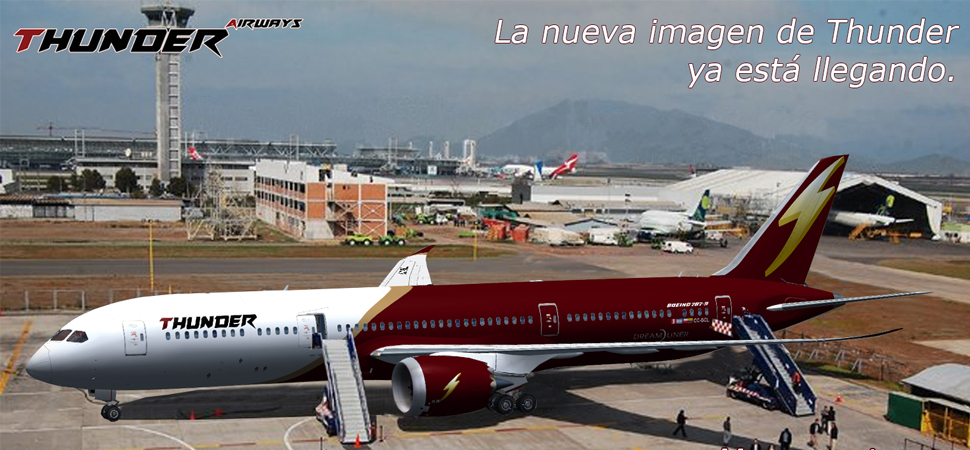 THUNDER AIRWAYS
La nueva imagen de Thunder
ya está llegando.
THUNDER
BOEING 787-9
DREAMLINER